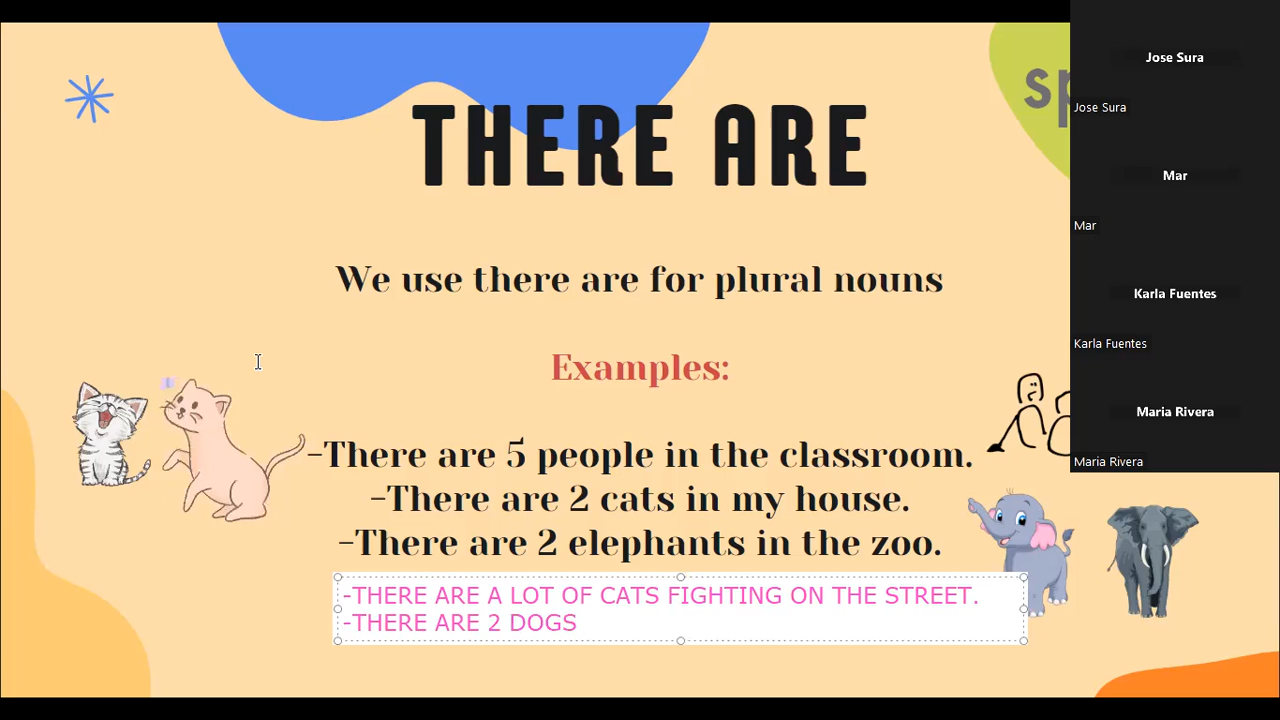 THERE ARE
sp
We use there are for plural nouns
Examples:
-There are 5 people in the classroom.
-There are 2 cats in my house.
-There are 2 elephants in the zoo.
-THERE ARE A LOT OF CATS FIGHTING ON THE STREET.
-THERE ARE 2 DOGS
Jose Sura
Jose Sura
Mar
Mar
Karla Fuentes
Karla Fuentes
Maria Rivera
Maria Rivera